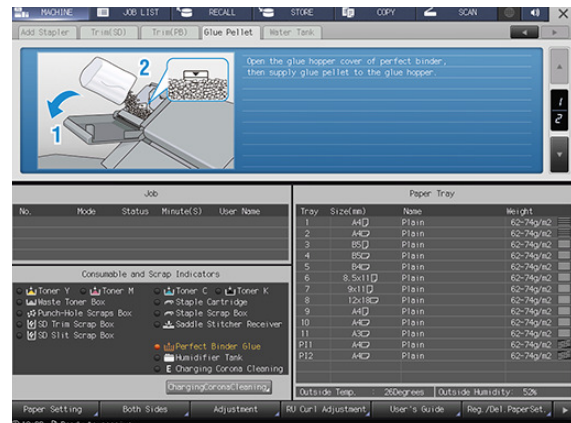 MACHINE JOB LIST RECALL STORE COPY SCAN
Add Stapler Trim(SD) Trim(PB) Glue Pellet Water Tank
Open the glue hopper cover of perfect binder,
then supply glue pellet to the glue hopper.
1
2
1
2
Job
No. Mode Status Minute(S) User Name
Consumable and Scrap Indicators
Toner Y Toner M Toner C Toner K
Waste Toner Box Staple Cartridge
Punch-Hole Scraps Box Staple Scrap Box
SD Trim Scrap Box Saddle Stitcher Receiver
SD Slit Scrap Box
Perfect Binder Glue
Humidifier Tank
E Charging Corona Cleaning
ChargingCoronaCleaning
Paper Tray
Tray Size(mm) Name Weight
1 A4 Plain 62-74g/m2
2 A4 Plain 62-74g/m2
3 B5 Plain 62-74g/m2
4 B5 Plain 62-74g/m2
5 B4 Plain 62-74g/m2
6 8.5x11 Plain 62-74g/m2
7 9x11 Plain 62-74g/m2
8 12x18 Plain 62-74g/m2
9 A4 Plain 62-74g/m2
10 A4 Plain 62-74g/m2
11 A3 Plain 62-74g/m2
PI1 A4 Plain 62-74g/m2
PI2 A4 Plain 62-74g/m2
Outside Temp. : 26Degrees Outside Humidity: 52%
Paper Setting Both Sides Adjustment RU Curl Adjustment User's Guide Reg./Del.PaperSet.